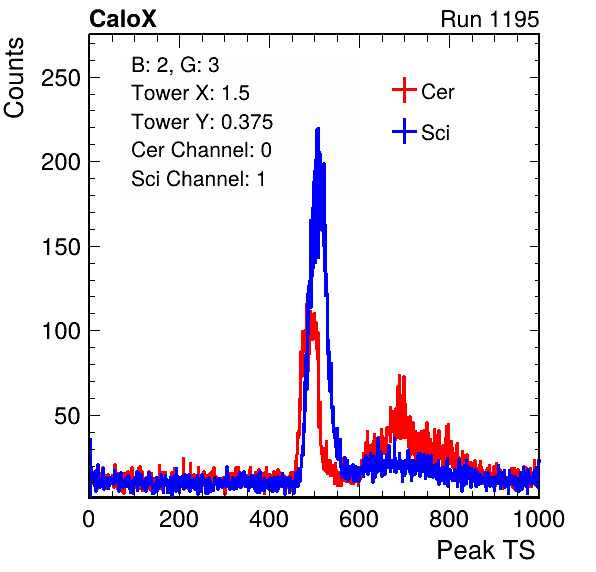 CaloX Run 1195
Counts
B: 2, G: 3
Tower X: 1.5
Tower Y: 0.375
Cer Channel: 0
Sci Channel: 1
Cer
Sci
250
200
150
100
50
0 200 400 600 800 1000
Peak TS